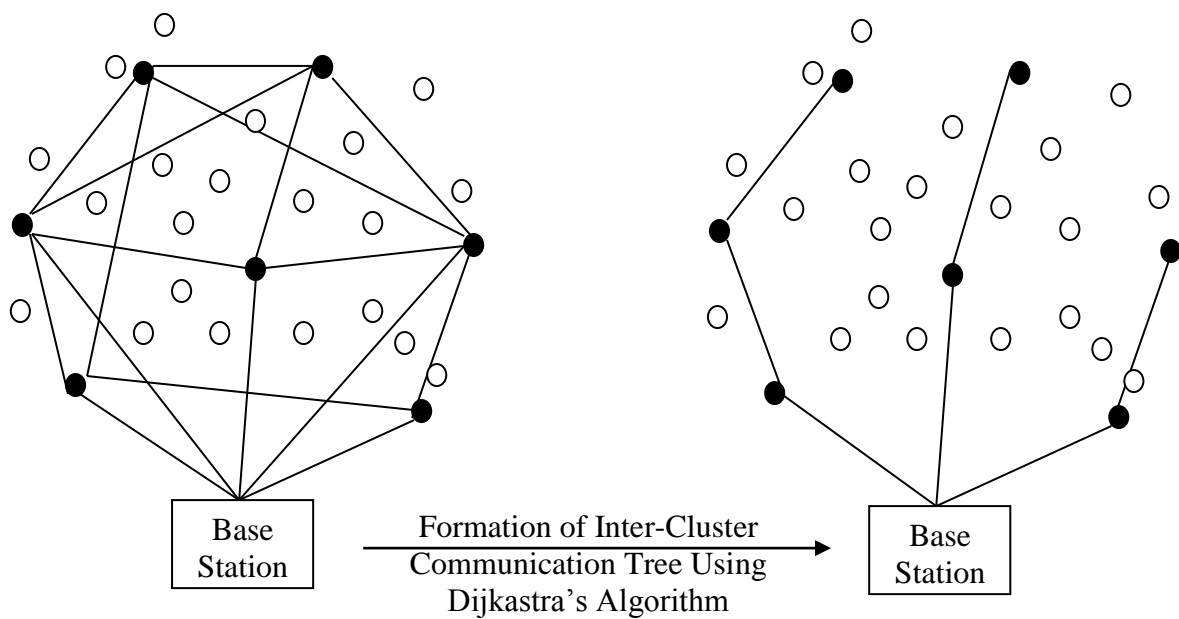 Base
Station
Formation of Inter-Cluster
Communication Tree Using
Dijkastra’s Algorithm
Base
Station